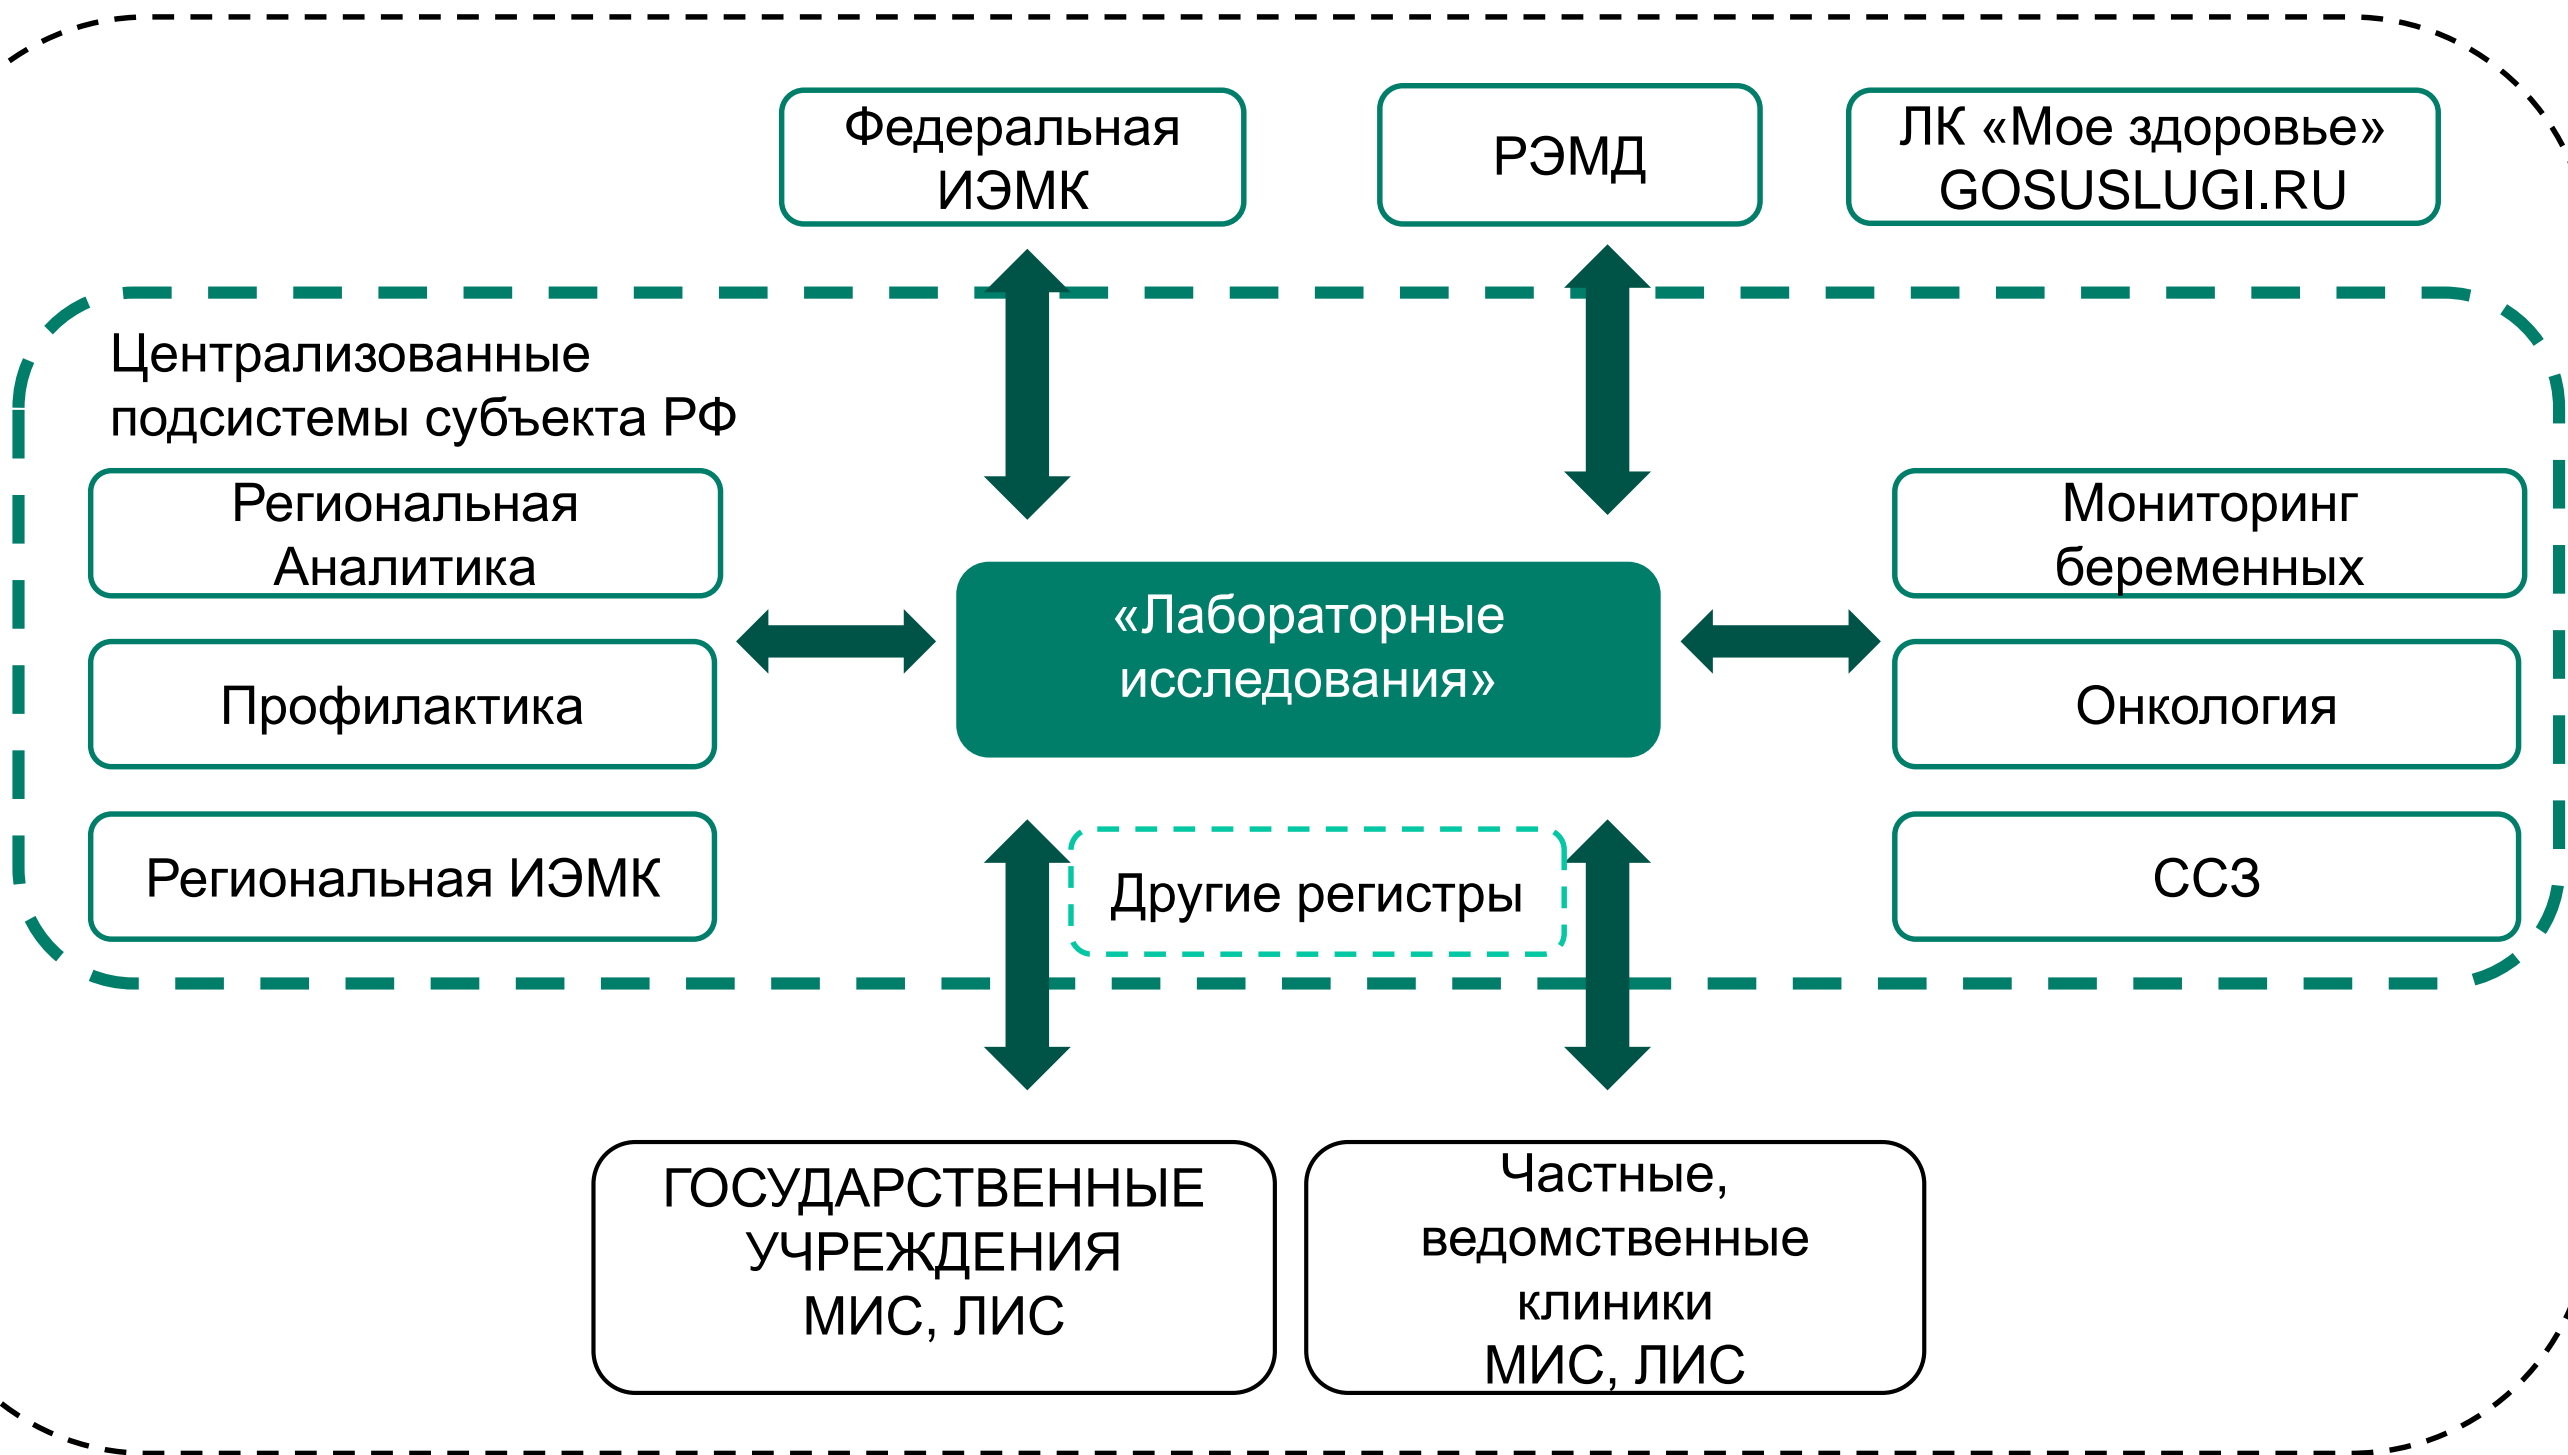 Федеральная
ИЭМК
РЭМД
ЛК «Мое здоровье»
GOSUSLUGI.RU
Централизованные
подсистемы субъекта РФ
Региональная
Аналитика
Профилактика
Региональная ИЭМК
«Лабораторные
исследования»
Другие регистры
Мониторинг
беременных
Онкология
ССЗ
ГОСУДАРСТВЕННЫЕ
УЧРЕЖДЕНИЯ
МИС, ЛИС
Частные,
ведомственные
клиники
МИС, ЛИС